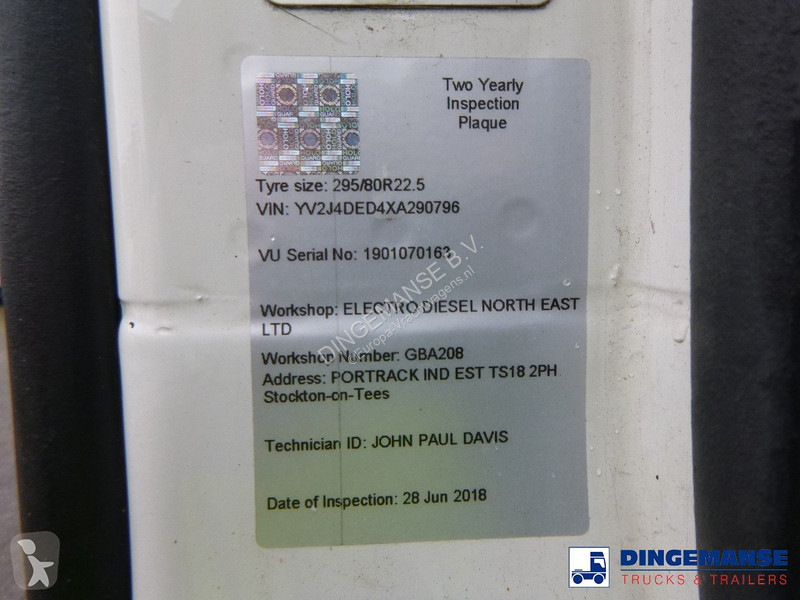 Two Yearly
Inspection
Plaque
Tyre size: 295/80R22.5
VIN: YV2J4DED4XA290796
VU Serial No: 1901070163
Workshop: ELECTRO DIESEL NORTH EAST
LTD
Workshop Number: GBA208
Address: PORTRACK IND EST TS18 2PH
Stockton-on-Tees
Technician ID: JOHN PAUL DAVIS
Date of Inspection: 28 Jun 2018
DINGEMANSE B.V.
DINGEMANSE
TRUCKS & TRAILERS